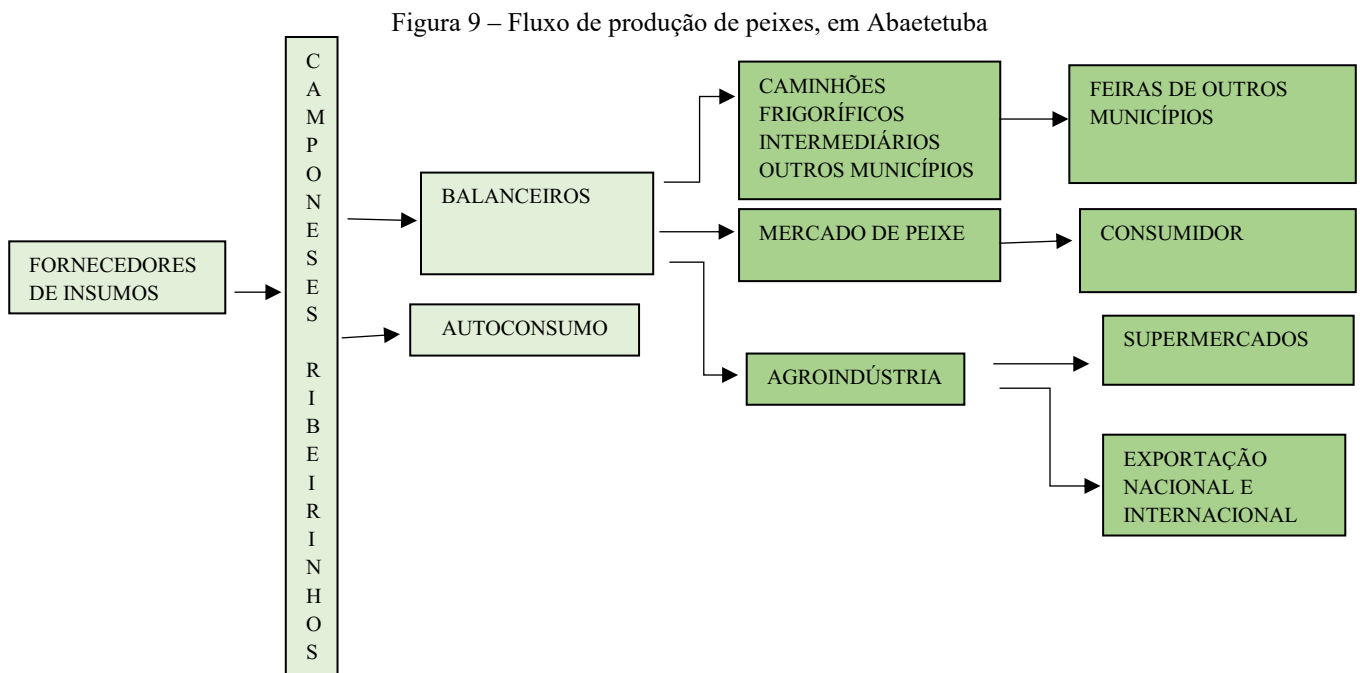 Figura 9 – Fluxo de produção de peixes, em Abaetetuba
FORNECEDORES
DE INSUMOS
C
A
M
P
O
N
E
S
E
S
R
I
B
E
I
R
I
N
H
O
S
BALANCEIROS
AUTOCONSUMO
CAMINHÕES
FRIGORÍFICOS
INTERMEDIÁRIOS
OUTROS MUNICÍPIOS
MERCADO DE PEIXE
AGROINDÚSTRIA
FEIRAS DE OUTROS
MUNICÍPIOS
CONSUMIDOR
SUPERMERCADOS
EXPORTAÇÃO
NACIONAL E
INTERNACIONAL